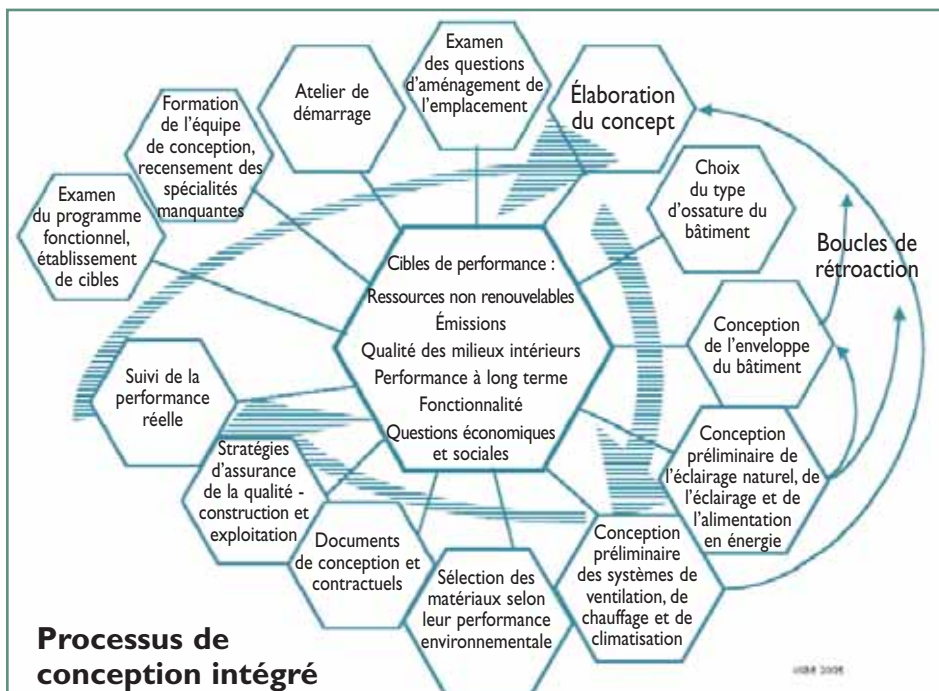 Examen
des questions
d'aménagement de
l'emplacement
Élaboration
du concept
Atelier de
démarrage
Formation
de l'équipe
de conception,
recensement des
spécialités
manquantes
Examen
du programme
fonctionnel,
établissement
de cibles
Choix
du type
d'ossature du
bâtiment
Boucles de
rétroaction
Cibles de performance :
Ressources non renouvelables
Émissions
Qualité des milieux intérieurs
Performance à long terme
Fonctionnalité
Questions économiques
et sociales
Conception
de l'enveloppe
du bâtiment
Suivi de la
performance
réelle
Conception
préliminaire de
l'éclairage naturel, de
l'éclairage et de
l'alimentation
en énergie
Stratégies
d'assurance
de la qualité -
construction et
exploitation
Documents
de conception et
contractuels
Sélection des
matériaux selon
leur performance
environnementale
Conception
préliminaire
des systèmes de
ventilation, de
chauffage et de
climatisation
Processus de
conception intégré